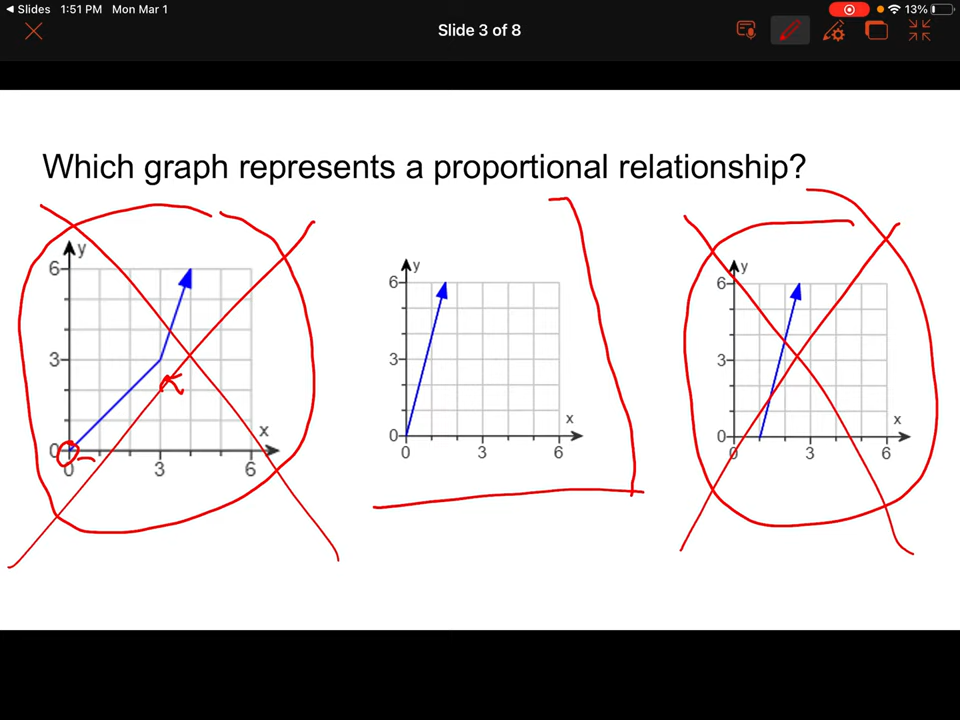 Slides 1:51 PM Mon Mar 1 13%
Slide 3 of 8
Which graph represents a proportional relationship?
y
6
3
0
0 3 6
x
y
6
3
0
0 3 6
x
y
6
3
0
0 3 6
x